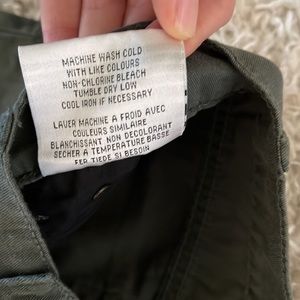 MACHINE WASH COLD
WITH LIKE COLOURS
NON-CHLORINE BLEACH
TUMBLE DRY LOW
COOL IRON IF NECESSARY
LAVER MACHINE A FROID AVEC
COULEURS SIMILAIRE
BLANCHISSANT NON DECOLORANT
SECHER A TEMPERATURE BASSE
FER TIEDE SI BESOIN